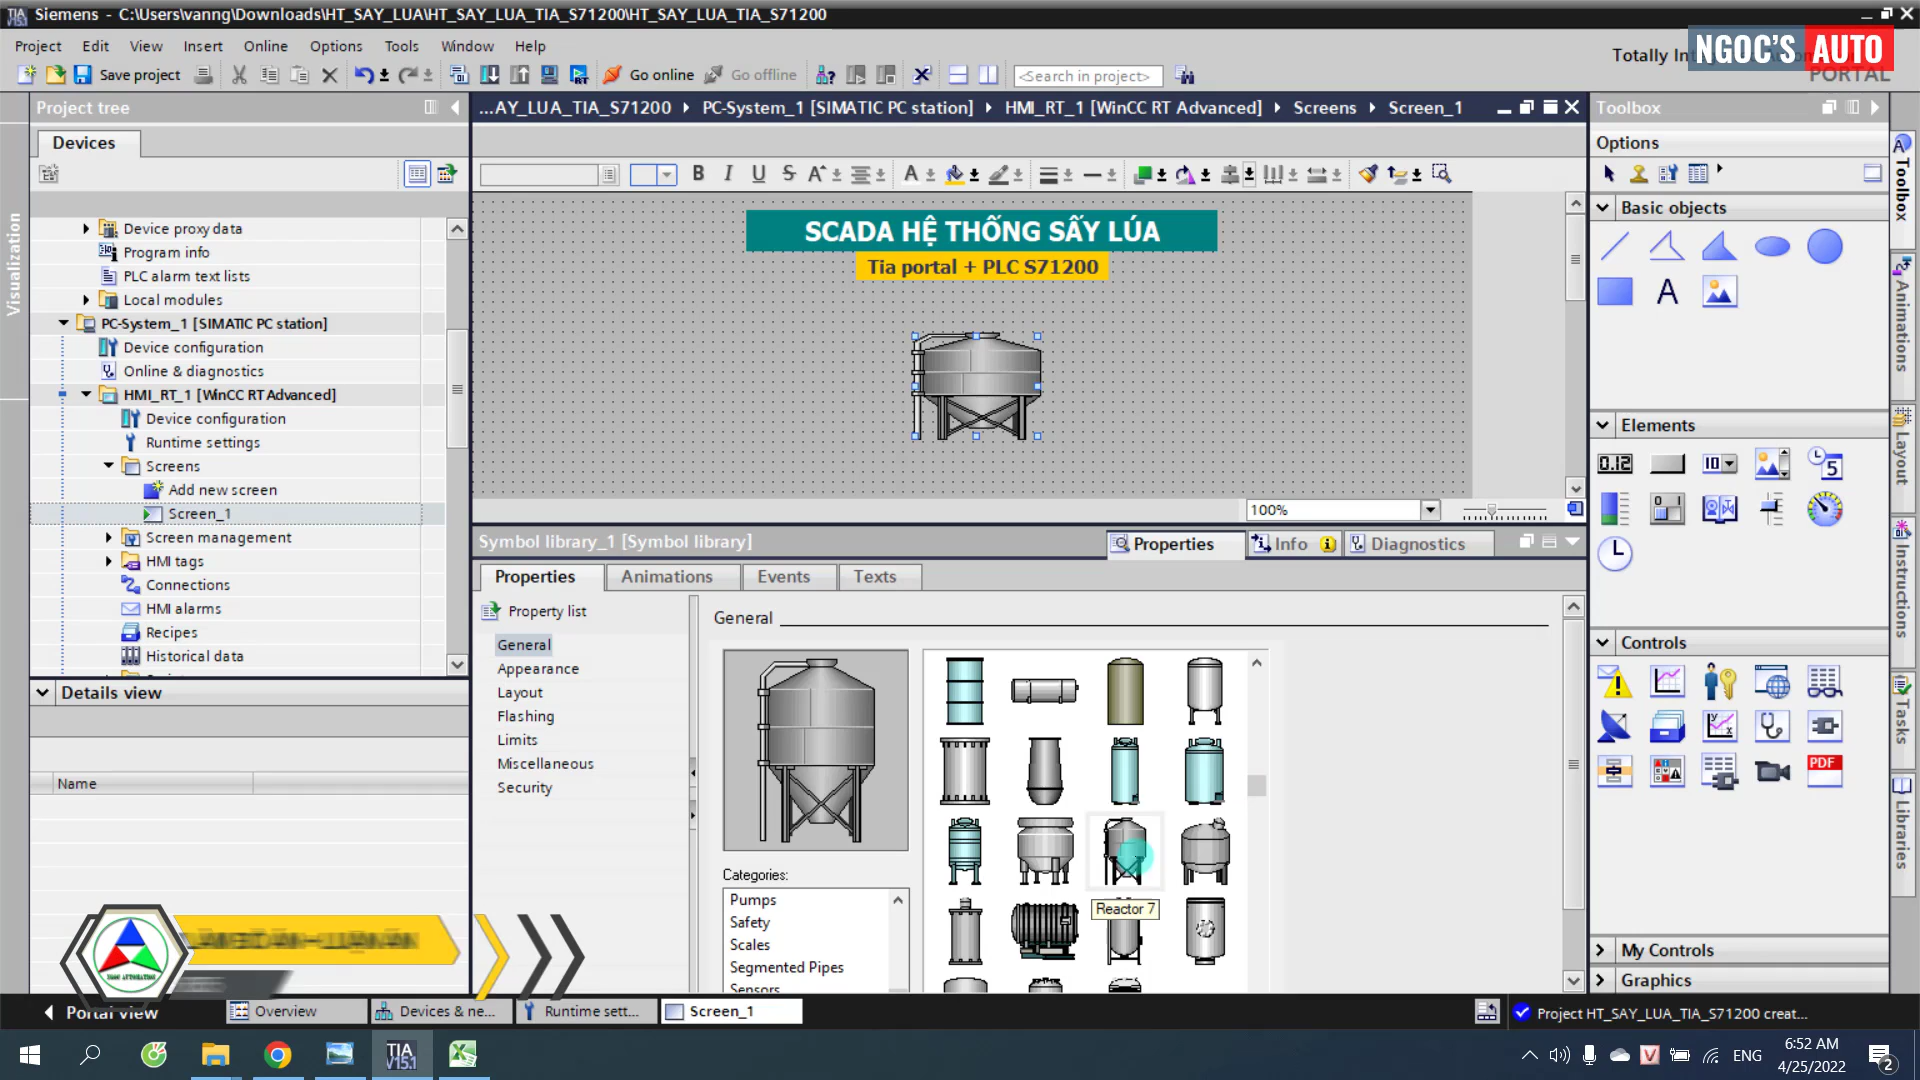 Siemens - C:\Users\vanng\Downloads\HT_SAY_LUA\HT_SAY_LUA_TIA_S71200\HT_SAY_LUA_TIA_S71200
Project Edit View Insert Online Options Tools Window Help
Totally
NGOC'S AUTO
PORTAL
Save project
Go online
Go offline
<Search in project>
Project tree
...AY_LUA_TIA_S71200 PC-System_1 [SIMATIC PC station] HMI_RT_1 [WinCC RT Advanced] Screens Screen_1
Toolbox
Devices
Options
Visualization
Device proxy data
Program info
PLC alarm text lists
Local modules
PC-System_1 [SIMATIC PC station]
Device configuration
Online & diagnostics
HMI_RT_1 [WinCC RT Advanced]
Device configuration
Runtime settings
Screens
Add new screen
Screen_1
Screen management
HMI tags
Connections
HMI alarms
Recipes
Historical data
SCADA HỆ THỐNG SẤY LÚA
Tia portal + PLC S71200
100%
Basic objects
Elements
Controls
My Controls
Graphics
Toolbox
Animations
Layout
Instructions
Tasks
Libraries
Details view
Name
Symbol library_1 [Symbol library]
Properties Info Diagnostics
Properties Animations Events Texts
Property list
General
Appearance
Layout
Flashing
Limits
Miscellaneous
Security
General
Categories:
Pumps
Safety
Scales
Segmented Pipes
Sensors
Reactor 7
PDF
Portal view
Overview
Devices & ne...
Runtime sett...
Screen_1
Project HT_SAY_LUA_TIA_S71200 creat...
TIA
V15.1
ENG
6:52 AM
4/25/2022
2